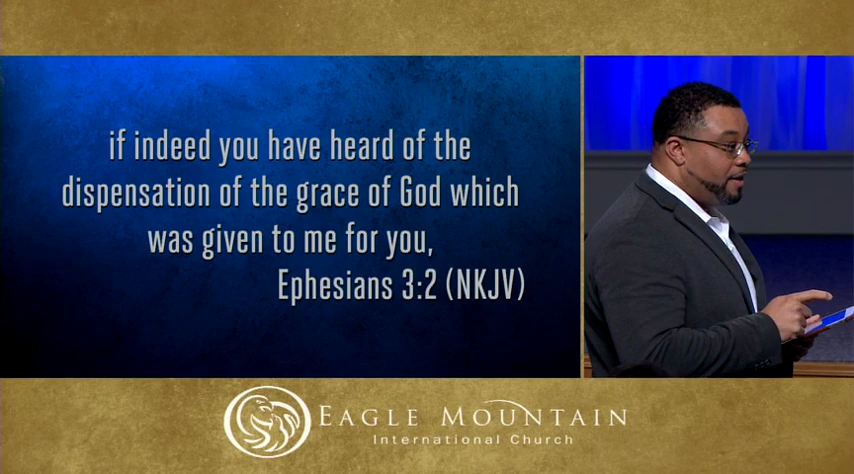 if indeed you have heard of the
dispensation of the grace of God which
was given to me for you,
Ephesians 3:2 (NKJV)
EAGLE MOUNTAIN
International Church